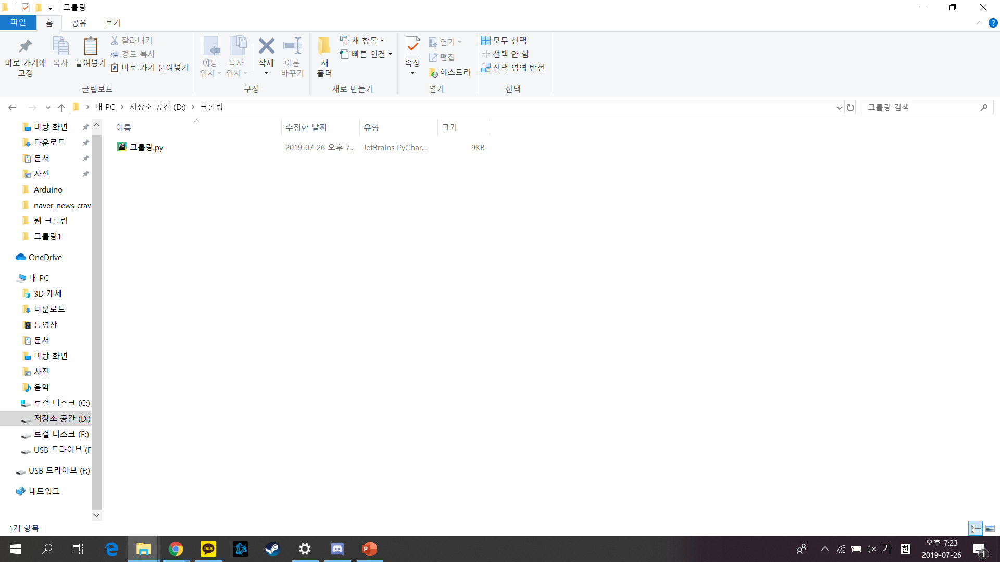 크롤링
파일 홈 공유 보기
바로 가기에
고정
복사
붙여넣기
잘라내기
경로 복사
바로 가기 붙여넣기
클립보드
이동
위치
복사
위치
삭제
이름
바꾸기
구성
새
폴더
새 항목
빠른 연결
새로 만들기
속성
열기
편집
히스토리
열기
모두 선택
선택 안 함
선택 영역 반전
선택
내 PC 저장소 공간 (D:) 크롤링
크롤링 검색
이름 수정한 날짜 유형 크기
크롤링.py 2019-07-26 오후 7... JetBrains PyChar... 9KB
바탕 화면
다운로드
문서
사진
Arduino
naver_news_craw
웹 크롤링
크롤링1
OneDrive
내 PC
3D 개체
다운로드
동영상
문서
바탕 화면
사진
음악
로컬 디스크 (C:)
저장소 공간 (D:)
로컬 디스크 (E:)
USB 드라이브 (F
USB 드라이브 (F:)
네트워크
1개 항목
TALK
가 한
오후 7:23
2019-07-26
1